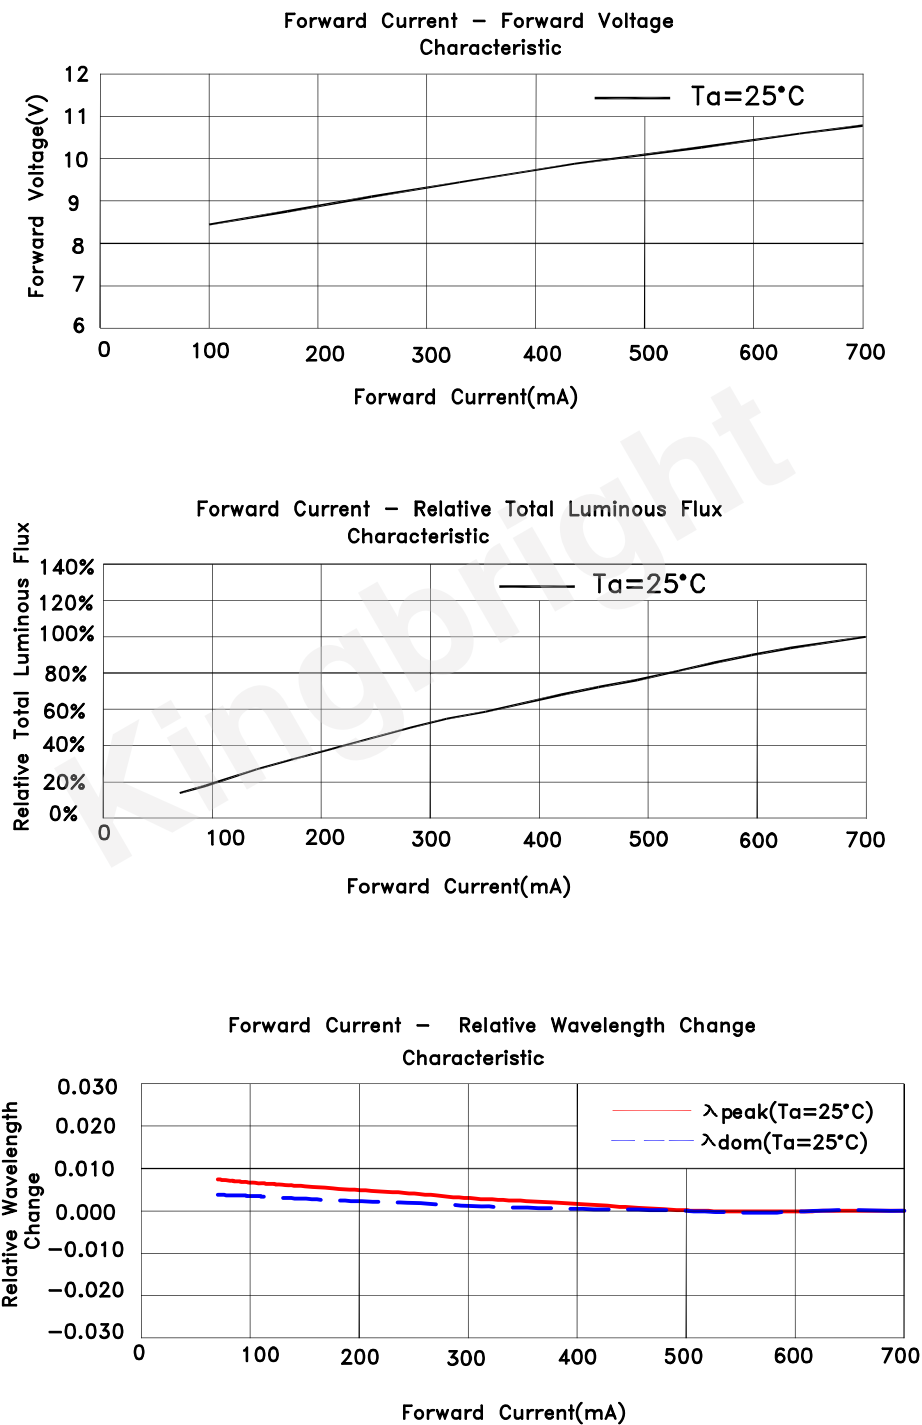 Forward Current - Forward Voltage
Characteristic
Forward Voltage(V)
12
11
10
9
8
7
6
Ta=25°C
0 100 200 300 400 500 600 700
Forward Current(mA)
Forward Current - Relative Total Luminous Flux
Characteristic
Relative Total Luminous Flux
140%
120%
100%
80%
60%
40%
20%
0%
Ta=25°C
0 100 200 300 400 500 600 700
Forward Current(mA)
Kingbright
Forward Current - Relative Wavelength Change
Characteristic
Relative Wavelength
Change
0.030
0.020
0.010
0.000
-0.010
-0.020
-0.030
λpeak(Ta=25°C)
λdom(Ta=25°C)
0 100 200 300 400 500 600 700
Forward Current(mA)